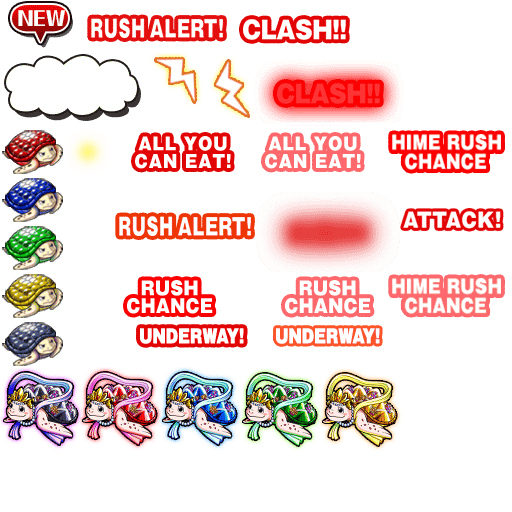 NEW
RUSH ALERT!
CLASH!!
CLASH!!
ALL YOU
CAN EAT!
ALL YOU
CAN EAT!
HIME RUSH
CHANCE
RUSH ALERT!
ATTACK!
RUSH
CHANCE
RUSH
CHANCE
HIME RUSH
CHANCE
UNDERWAY!
UNDERWAY!